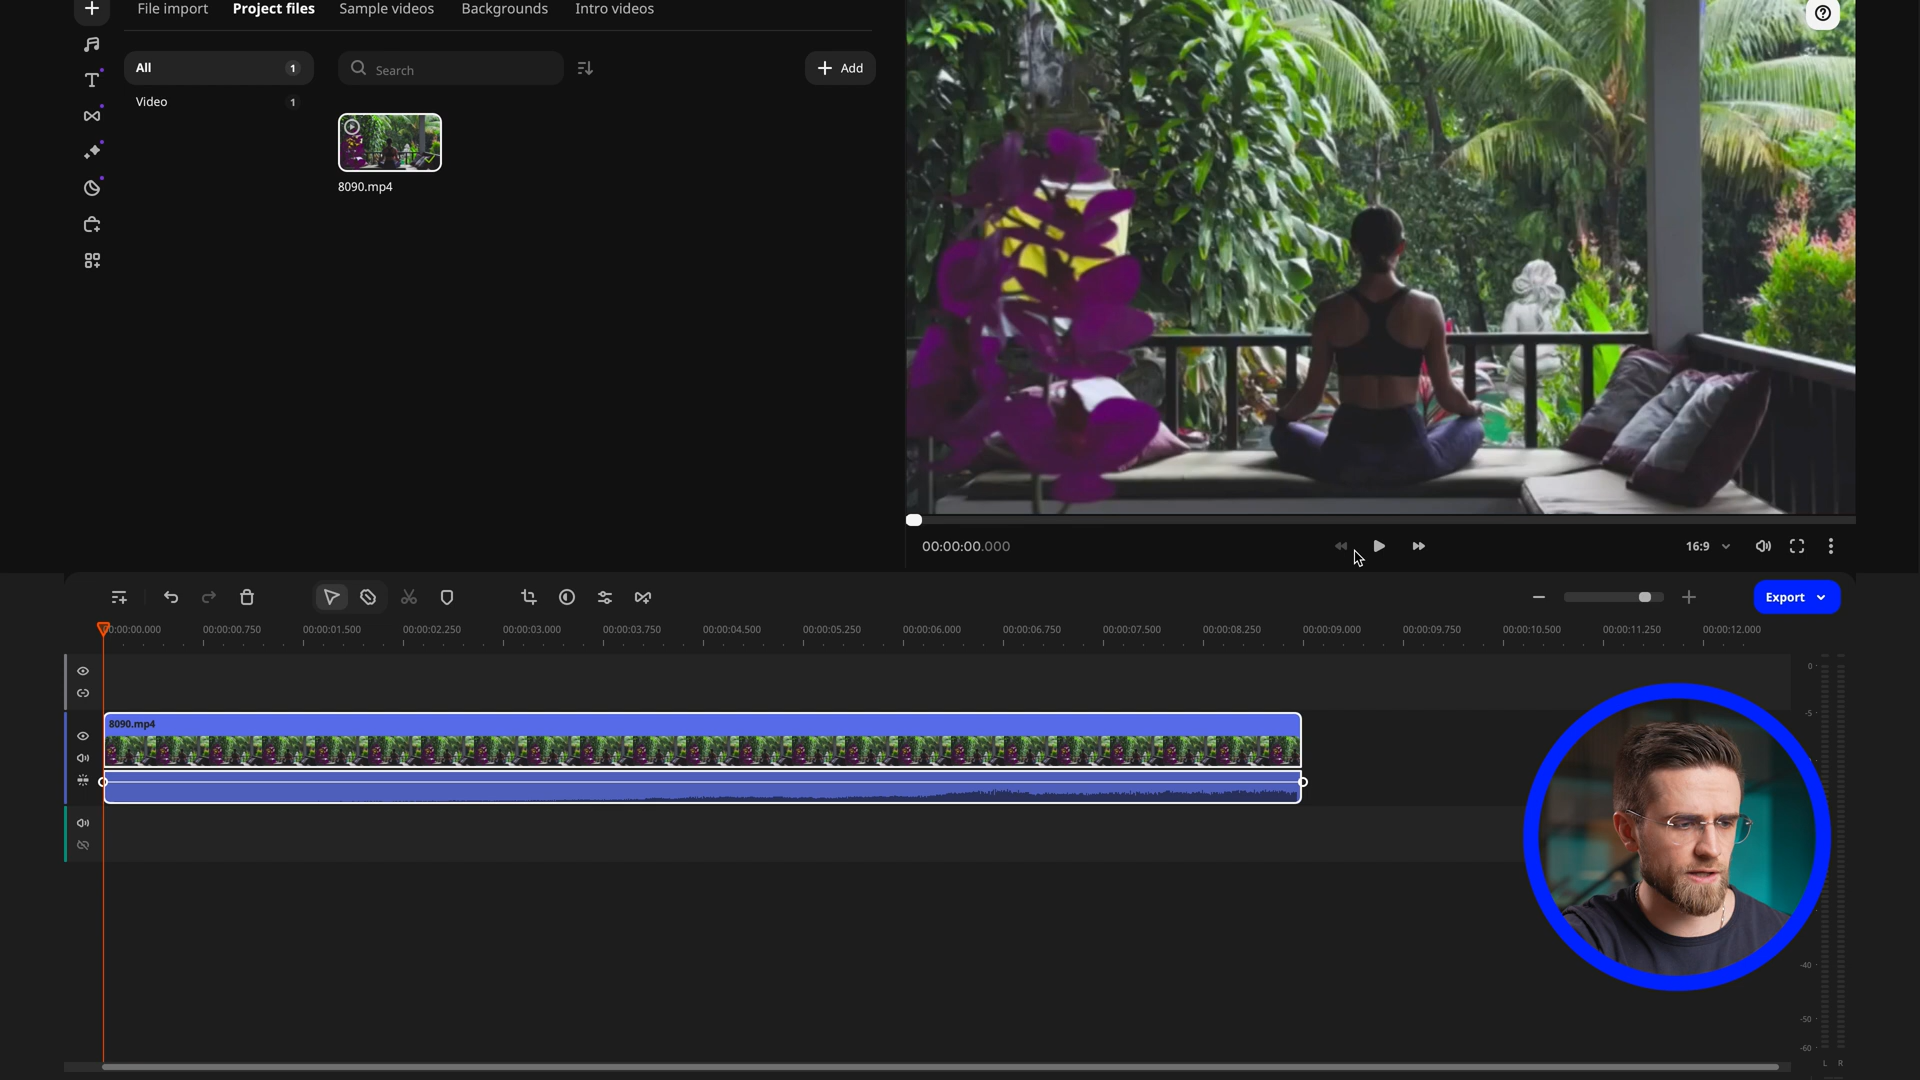 File import Project files Sample videos Backgrounds Intro videos
All 1
Search
Add
Video 1
8090.mp4
00:00:00.000
16:9
Export
00:00:00.000 00:00:00.750 00:00:01.500 00:00:02.250 00:00:03.000 00:00:03.750 00:00:04.500 00:00:05.250 00:00:06.000 00:00:06.750 00:00:07.500 00:00:08.250 00:00:09.000 00:00:09.750 00:00:10.500 00:00:11.250 00:00:12.000
0
-5
8090.mp4
-40
-50
-60
L R